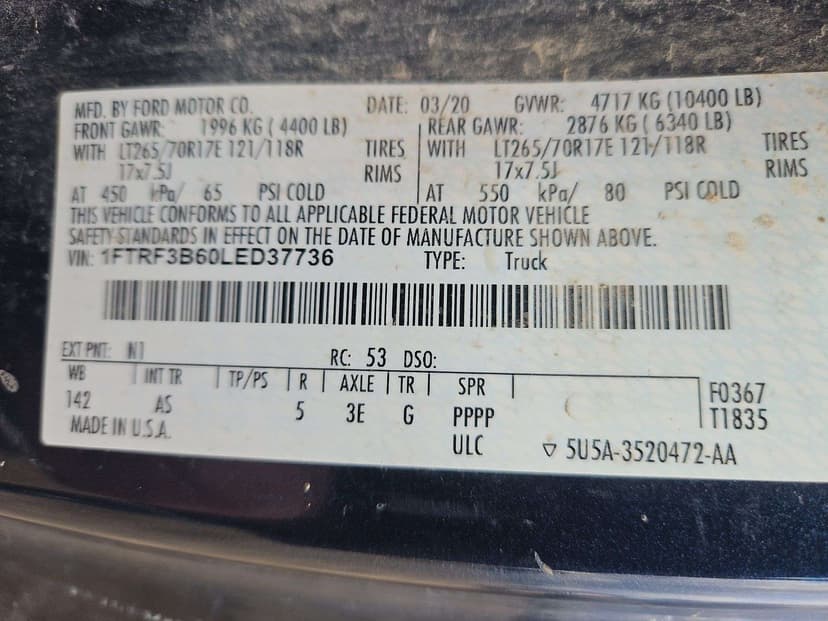 MFD. BY FORD MOTOR CO. DATE: 03/20 GVWR: 4717 KG (10400 LB)
FRONT GAWR: 1996 KG ( 4400 LB) REAR GAWR: 2876 KG ( 6340 LB)
WITH LT265/70R17E 121/118R TIRES WITH LT265/70R17E 121/118R TIRES
17x7.5J RIMS 17x7.5J RIMS
AT 450 kPa/ 65 PSI COLD AT 550 kPa/ 80 PSI COLD
THIS VEHICLE CONFORMS TO ALL APPLICABLE FEDERAL MOTOR VEHICLE
SAFETY STANDARDS IN EFFECT ON THE DATE OF MANUFACTURE SHOWN ABOVE.
VIN: 1FTRF3B60LED37736 TYPE: Truck
EXT PNT: N1 RC: 53 DSO:
WB INT TR TP/PS R AXLE TR SPR F0367
142 AS 5 3E G PPPP T1835
MADE IN U.S.A. ULC ▽ 5U5A-3520472-AA